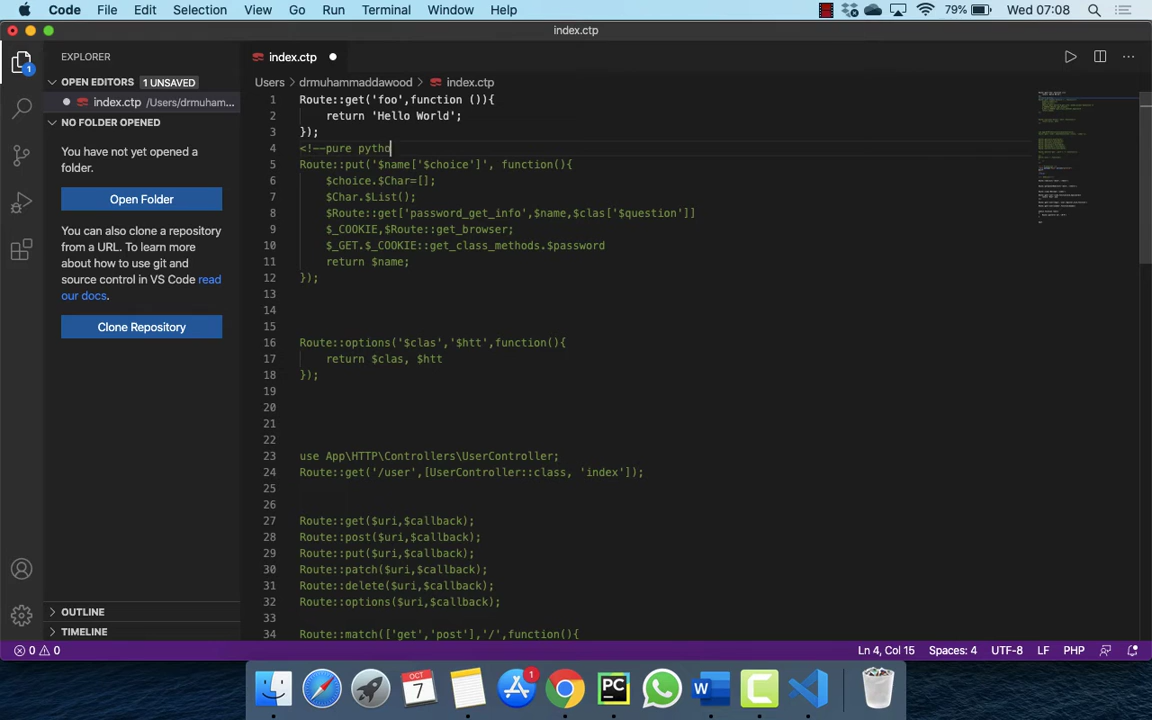 Code File Edit Selection View Go Run Terminal Window Help 79% Wed 07:08
index.ctp
EXPLORER
index.ctp
OPEN EDITORS 1 UNSAVED
index.ctp /Users/drmuham...
NO FOLDER OPENED
You have not yet opened a
folder.
Open Folder
You can also clone a repository
from a URL. To learn more
about how to use git and
source control in VS Code read
our docs.
Clone Repository
OUTLINE
TIMELINE
1
Users > drmuhammaddawood > index.ctp
1 Route::get('foo',function ()){
2 return 'Hello World';
3 });
4 <!--pure pytho
5 Route::put('$name['$choice']', function(){
6 $choice.$Char=[];
7 $Char.$List();
8 $Route::get['password_get_info',$name,$clas['$question']]
9 $_COOKIE,$Route::get_browser;
10 $_GET.$_COOKIE::get_class_methods.$password
11 return $name;
12 });
13
14
15
16 Route::options('$clas','$htt',function(){
17 return $clas, $htt
18 });
19
20
21
22
23 use App\HTTP\Controllers\UserController;
24 Route::get('/user',[UserController::class, 'index']);
25
26
27 Route::get($uri,$callback);
28 Route::post($uri,$callback);
29 Route::put($uri,$callback);
30 Route::patch($uri,$callback);
31 Route::delete($uri,$callback);
32 Route::options($uri,$callback);
33
34 Route::match(['get','post'],'/',function(){
0 0 Ln 4, Col 15 Spaces: 4 UTF-8 LF PHP
OCT
7
1
PC
W
C